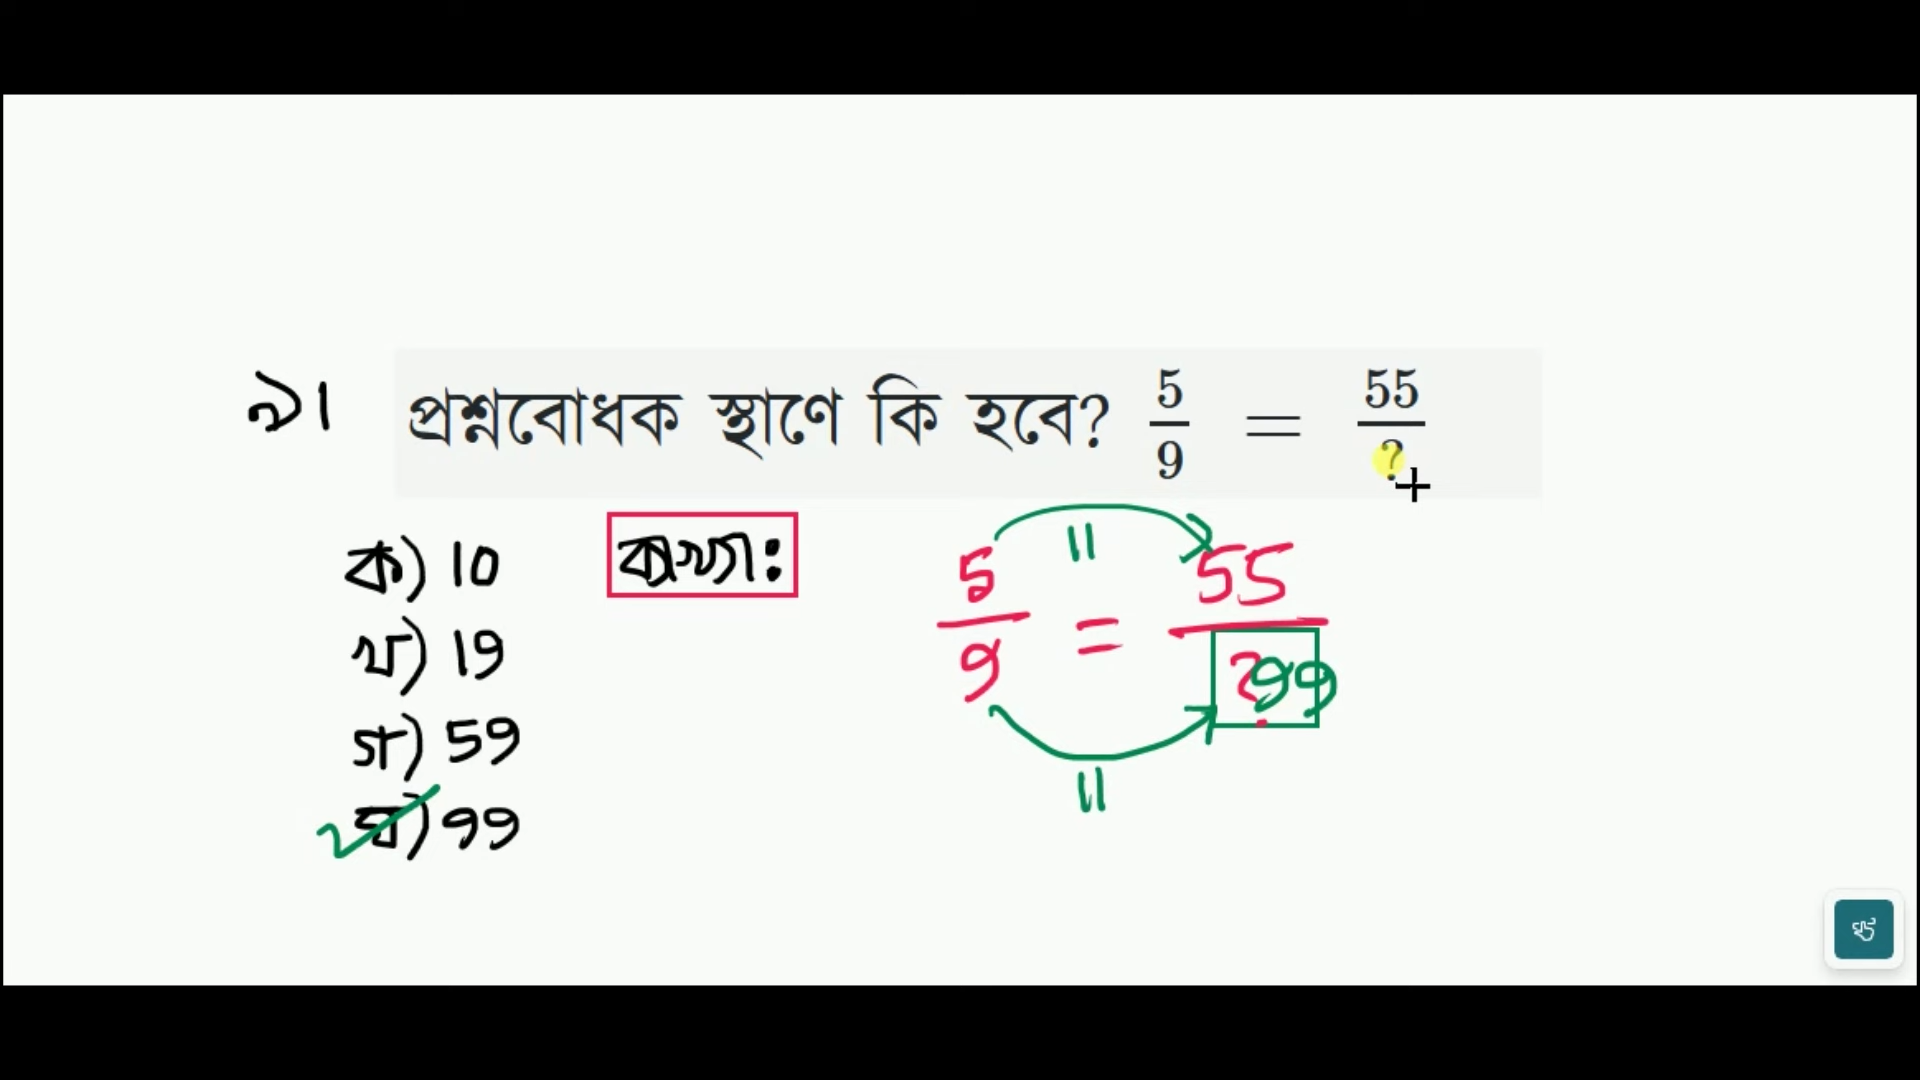 ৯। প্রশ্নবোধক স্থাণে কি হবে? 5/9 = 55/?
ক) 10
খ) 19
গ) 59
ঘ) 99
5/9 = 55/?
11
99
11